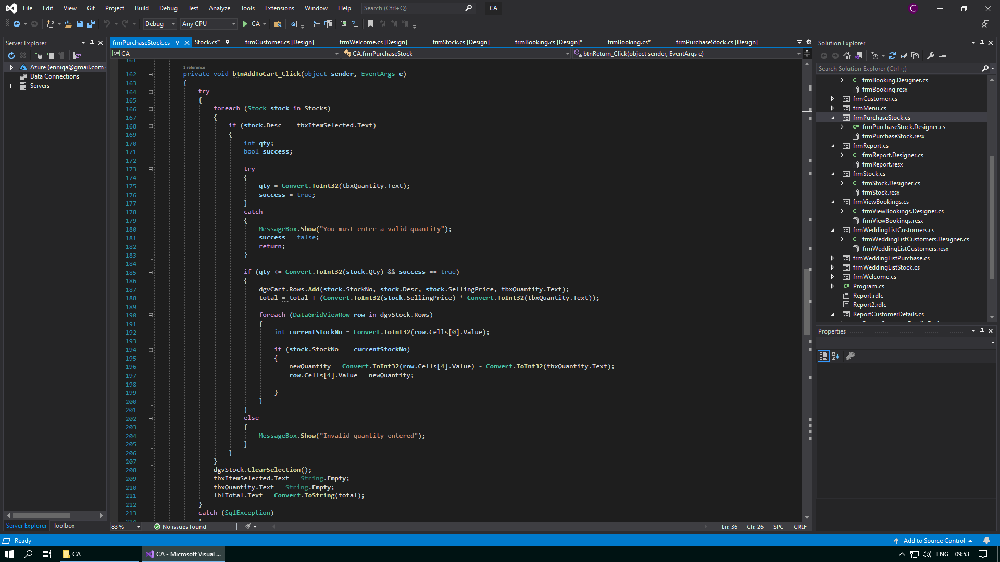 File Edit View Git Project Build Debug Test Analyze Tools Extensions Window Help Search (Ctrl+Q) CA C
Debug Any CPU CA
Server Explorer
Azure (enniqa@gmail.com
Data Connections
Servers
Server Explorer Toolbox
frmPurchaseStock.cs Stock.cs* frmCustomer.cs [Design] frmWelcome.cs [Design] frmStock.cs [Design] frmBooking.cs [Design]* frmBooking.cs* frmPurchaseStock.cs [Design]
C# CA CA.frmPurchaseStock btnReturn_Click(object sender, EventArgs e)
161
1 reference
162 private void btnAddToCart_Click(object sender, EventArgs e)
163 {
164 try
165 {
166 foreach (Stock stock in Stocks)
167 {
168 if (stock.Desc == tbxItemSelected.Text)
169 {
170 int qty;
171 bool success;
172
173 try
174 {
175 qty = Convert.ToInt32(tbxQuantity.Text);
176 success = true;
177 }
178 catch
179 {
180 MessageBox.Show("You must enter a valid quantity");
181 success = false;
182 return;
183 }
184
185 if (qty <= Convert.ToInt32(stock.Qty) && success == true)
186 {
187 dgvCart.Rows.Add(stock.StockNo, stock.Desc, stock.SellingPrice, tbxQuantity.Text);
188 total = total + (Convert.ToInt32(stock.SellingPrice) * Convert.ToInt32(tbxQuantity.Text));
189
190 foreach (DataGridViewRow row in dgvStock.Rows)
191 {
192 int currentStockNo = Convert.ToInt32(row.Cells[0].Value);
193
194 if (stock.StockNo == currentStockNo)
195 {
196 newQuantity = Convert.ToInt32(row.Cells[4].Value) - Convert.ToInt32(tbxQuantity.Text);
197 row.Cells[4].Value = newQuantity;
198
199 }
200 }
201 }
202 else
203 {
204 MessageBox.Show("Invalid quantity entered");
205 }
206 }
207 }
208 dgvStock.ClearSelection();
209 tbxItemSelected.Text = String.Empty;
210 tbxQuantity.Text = String.Empty;
211 lblTotal.Text = Convert.ToString(total);
212 }
213 catch (SqlException)
214 {
83 % No issues found Ln: 36 Ch: 26 SPC CRLF
Solution Explorer
Search Solution Explorer (Ctrl+;)
C# frmBooking.Designer.cs
frmBooking.resx
frmCustomer.cs
frmMenu.cs
frmPurchaseStock.cs
C# frmPurchaseStock.Designer.cs
frmPurchaseStock.resx
frmReport.cs
C# frmReport.Designer.cs
frmReport.resx
frmStock.cs
C# frmStock.Designer.cs
frmStock.resx
frmViewBookings.cs
C# frmViewBookings.Designer.cs
frmViewBookings.resx
frmWeddingListCustomers.cs
C# frmWeddingListCustomers.Designer.cs
frmWeddingListCustomers.resx
frmWeddingListPurchase.cs
frmWeddingListStock.cs
frmWelcome.cs
C# Program.cs
Report.rdlc
Report2.rdlc
ReportCustomerDetails.cs
Properties
Ready Add to Source Control
CA CA - Microsoft Visual ... ENG 09:53